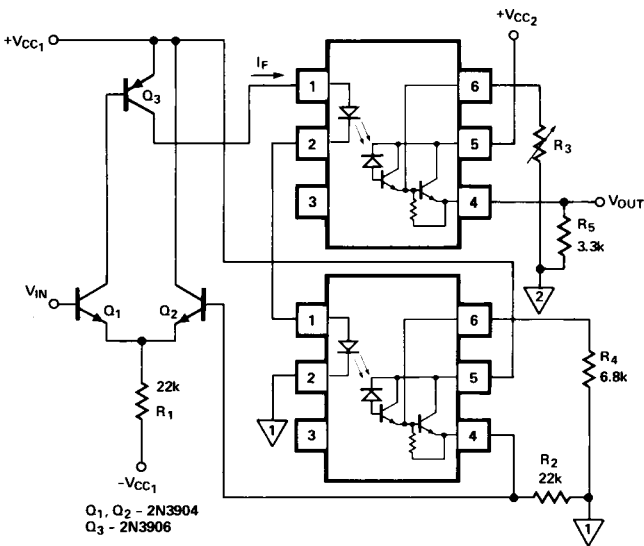 +VCC2
+VCC1
IF
1
6
Q3
2
5
R3
3
4
VOUT
R5
3.3k
2
VIN
Q1
Q2
1
6
R4
6.8k
2
5
22k
R1
1
3
4
R2
22k
−VCC1
1
Q1, Q2 - 2N3904
Q3 - 2N3906